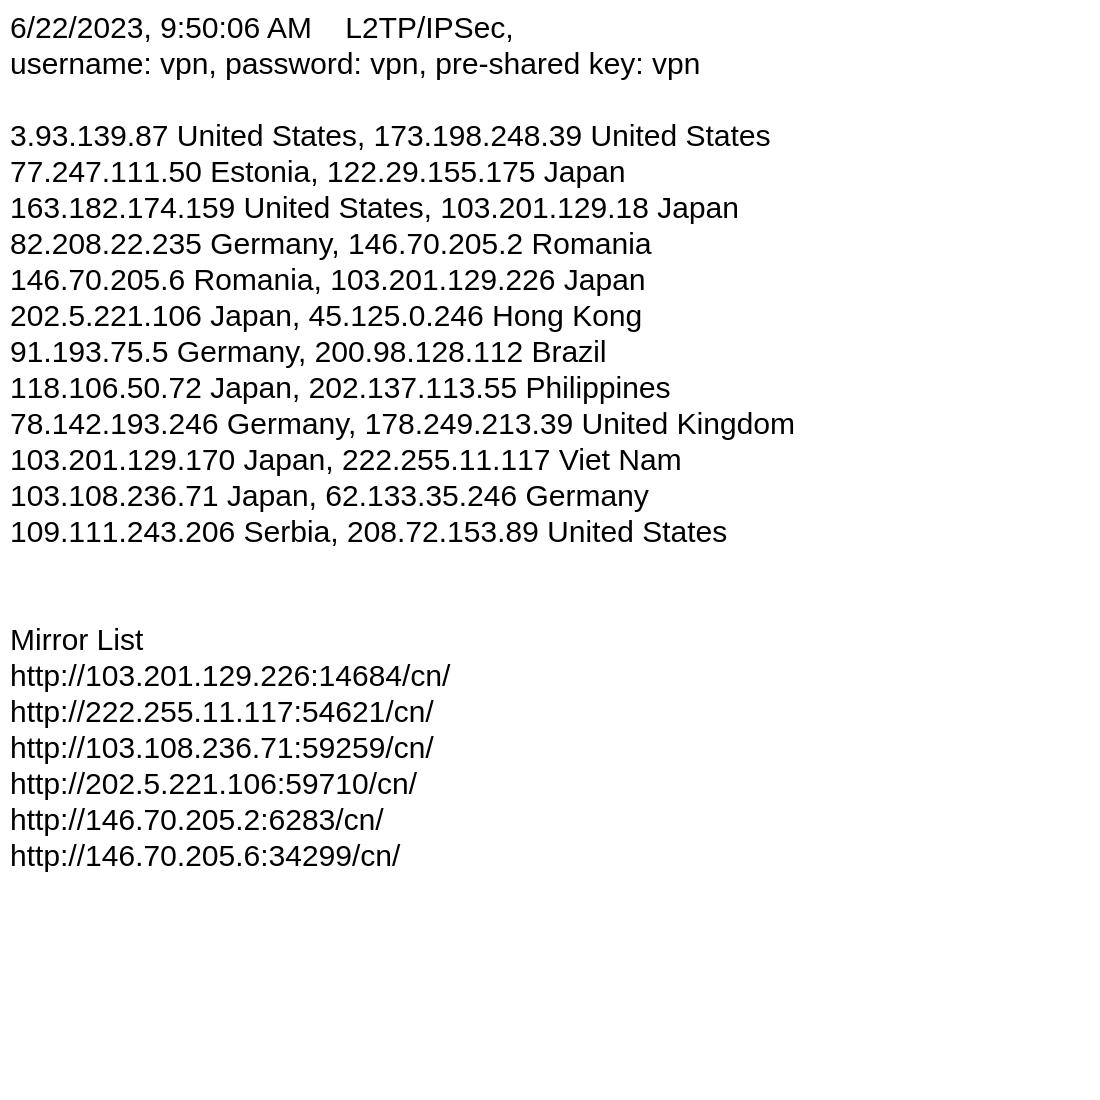 6/22/2023, 9:50:06 AM    L2TP/IPSec,
username: vpn, password: vpn, pre-shared key: vpn
3.93.139.87 United States, 173.198.248.39 United States
77.247.111.50 Estonia, 122.29.155.175 Japan
163.182.174.159 United States, 103.201.129.18 Japan
82.208.22.235 Germany, 146.70.205.2 Romania
146.70.205.6 Romania, 103.201.129.226 Japan
202.5.221.106 Japan, 45.125.0.246 Hong Kong
91.193.75.5 Germany, 200.98.128.112 Brazil
118.106.50.72 Japan, 202.137.113.55 Philippines
78.142.193.246 Germany, 178.249.213.39 United Kingdom
103.201.129.170 Japan, 222.255.11.117 Viet Nam
103.108.236.71 Japan, 62.133.35.246 Germany
109.111.243.206 Serbia, 208.72.153.89 United States
Mirror List
http://103.201.129.226:14684/cn/
http://222.255.11.117:54621/cn/
http://103.108.236.71:59259/cn/
http://202.5.221.106:59710/cn/
http://146.70.205.2:6283/cn/
http://146.70.205.6:34299/cn/